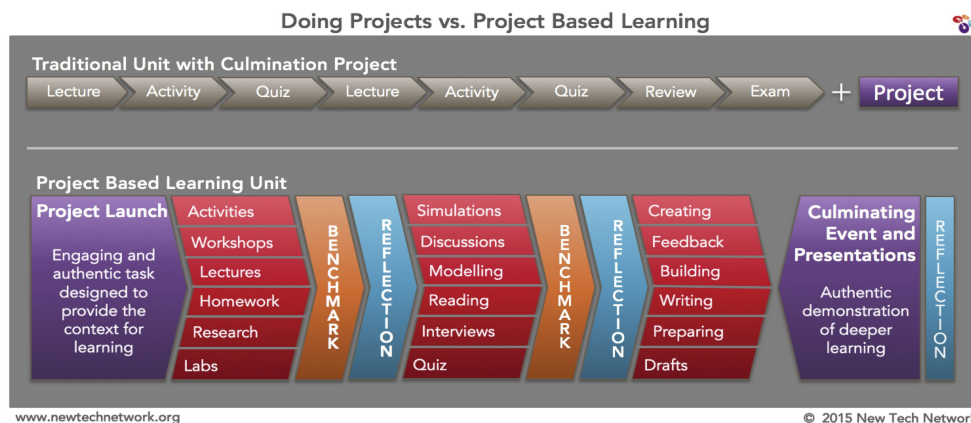 Doing Projects vs. Project Based Learning
Traditional Unit with Culmination Project
Lecture
Activity
Quiz
Lecture
Activity
Quiz
Review
Exam
+
Project
Project Based Learning Unit
Project Launch
Engaging and
authentic task
designed to
provide the
context for
learning
Activities
Workshops
Lectures
Homework
Research
Labs
BENCHMARK
REFLECTION
Simulations
Discussions
Modelling
Reading
Interviews
Quiz
BENCHMARK
REFLECTION
Creating
Feedback
Building
Writing
Preparing
Drafts
Culminating
Event and
Presentations
Authentic
demonstration
of deeper
learning
REFLECTION
www.newtechnetwork.org
© 2015 New Tech Network